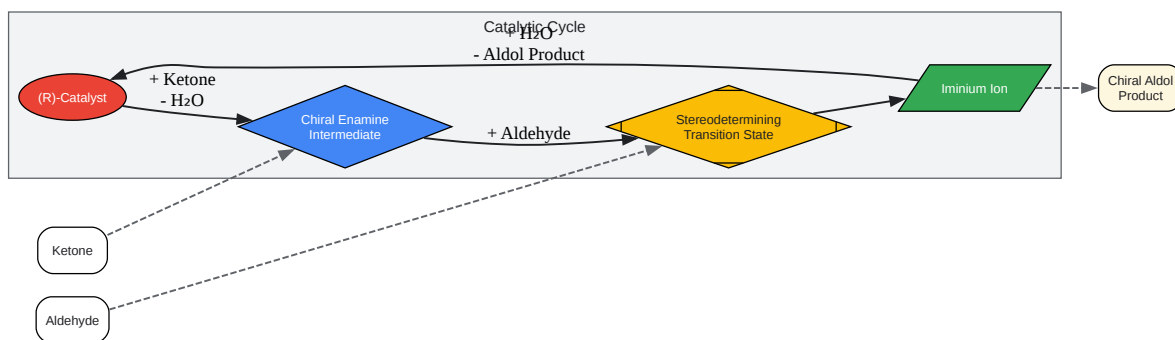 Catalytic Cycle
+ H₂O
- Aldol Product
+ Ketone
- H₂O
(R)-Catalyst
Chiral Enamine
Intermediate
+ Aldehyde
Stereodetermining
Transition State
Iminium Ion
Chiral Aldol
Product
Ketone
Aldehyde